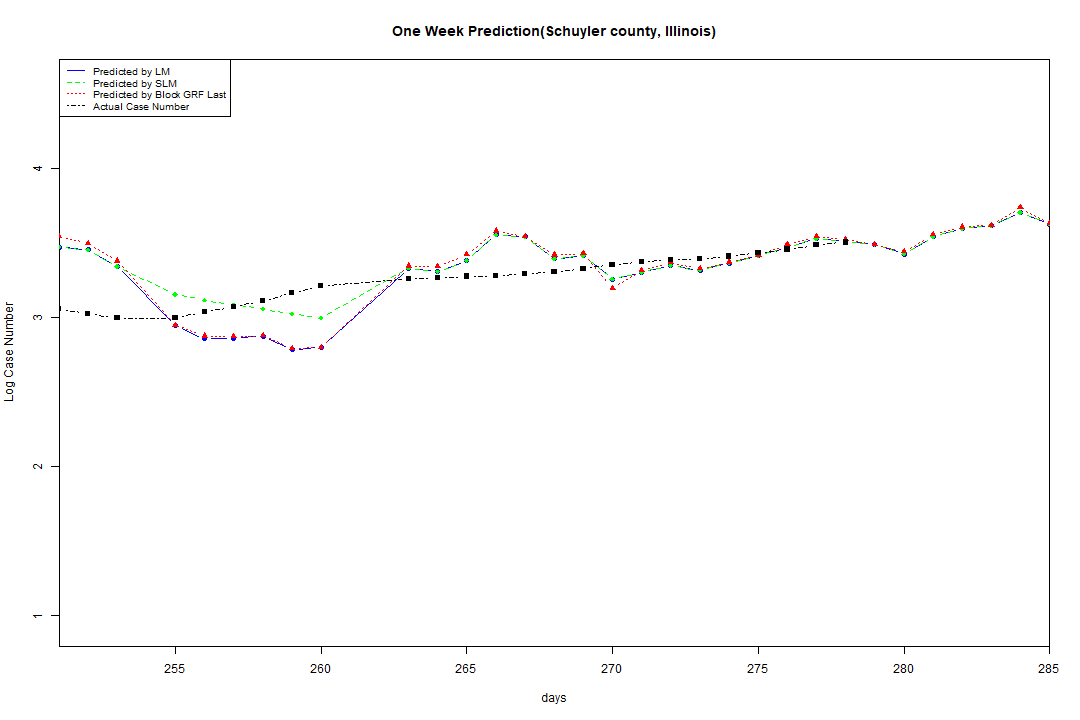 One Week Prediction(Schuyler county, Illinois)
Predicted by LM
Predicted by SLM
Predicted by Block GRF Last
Actual Case Number
4
3
2
1
Log Case Number
255 260 265 270 275 280 285
days